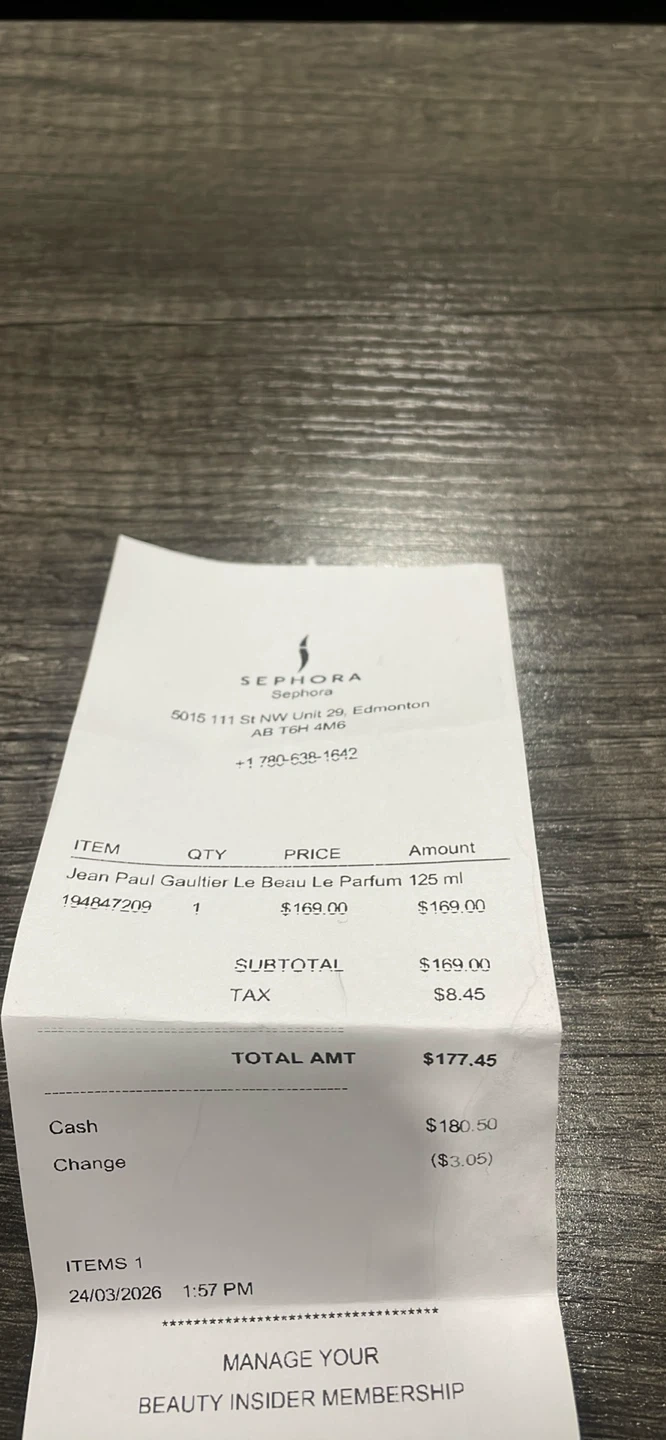 SEPHORA
Sephora
5015 111 St NW Unit 29, Edmonton
AB T6H 4M6
+1 780-638-1642
ITEM QTY PRICE Amount
Jean Paul Gaultier Le Beau Le Parfum 125 ml
194847209 1 $169.00 $169.00
SUBTOTAL $169.00
TAX $8.45
--------------------------------------------------
TOTAL AMT $177.45
--------------------------------------------------
Cash $180.50
Change ($3.05)
ITEMS 1
24/03/2026 1:57 PM
***********************************
MANAGE YOUR
BEAUTY INSIDER MEMBERSHIP